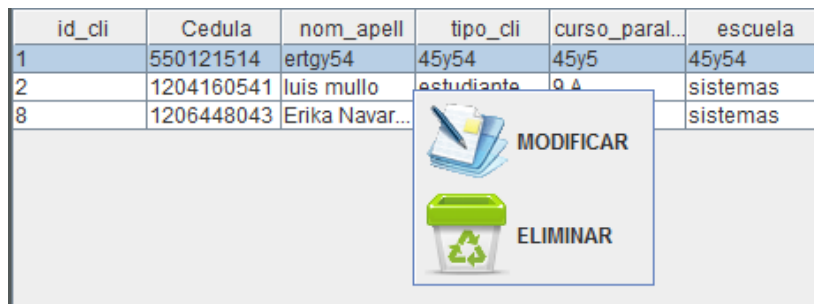 id_cli Cedula nom_apell tipo_cli curso_paral... escuela
1 550121514 ertgy54 45y54 45y5 45y54
2 1204160541 luis mullo estudiante 9 A sistemas
8 1206448043 Erika Navar... sistemas
MODIFICAR
ELIMINAR